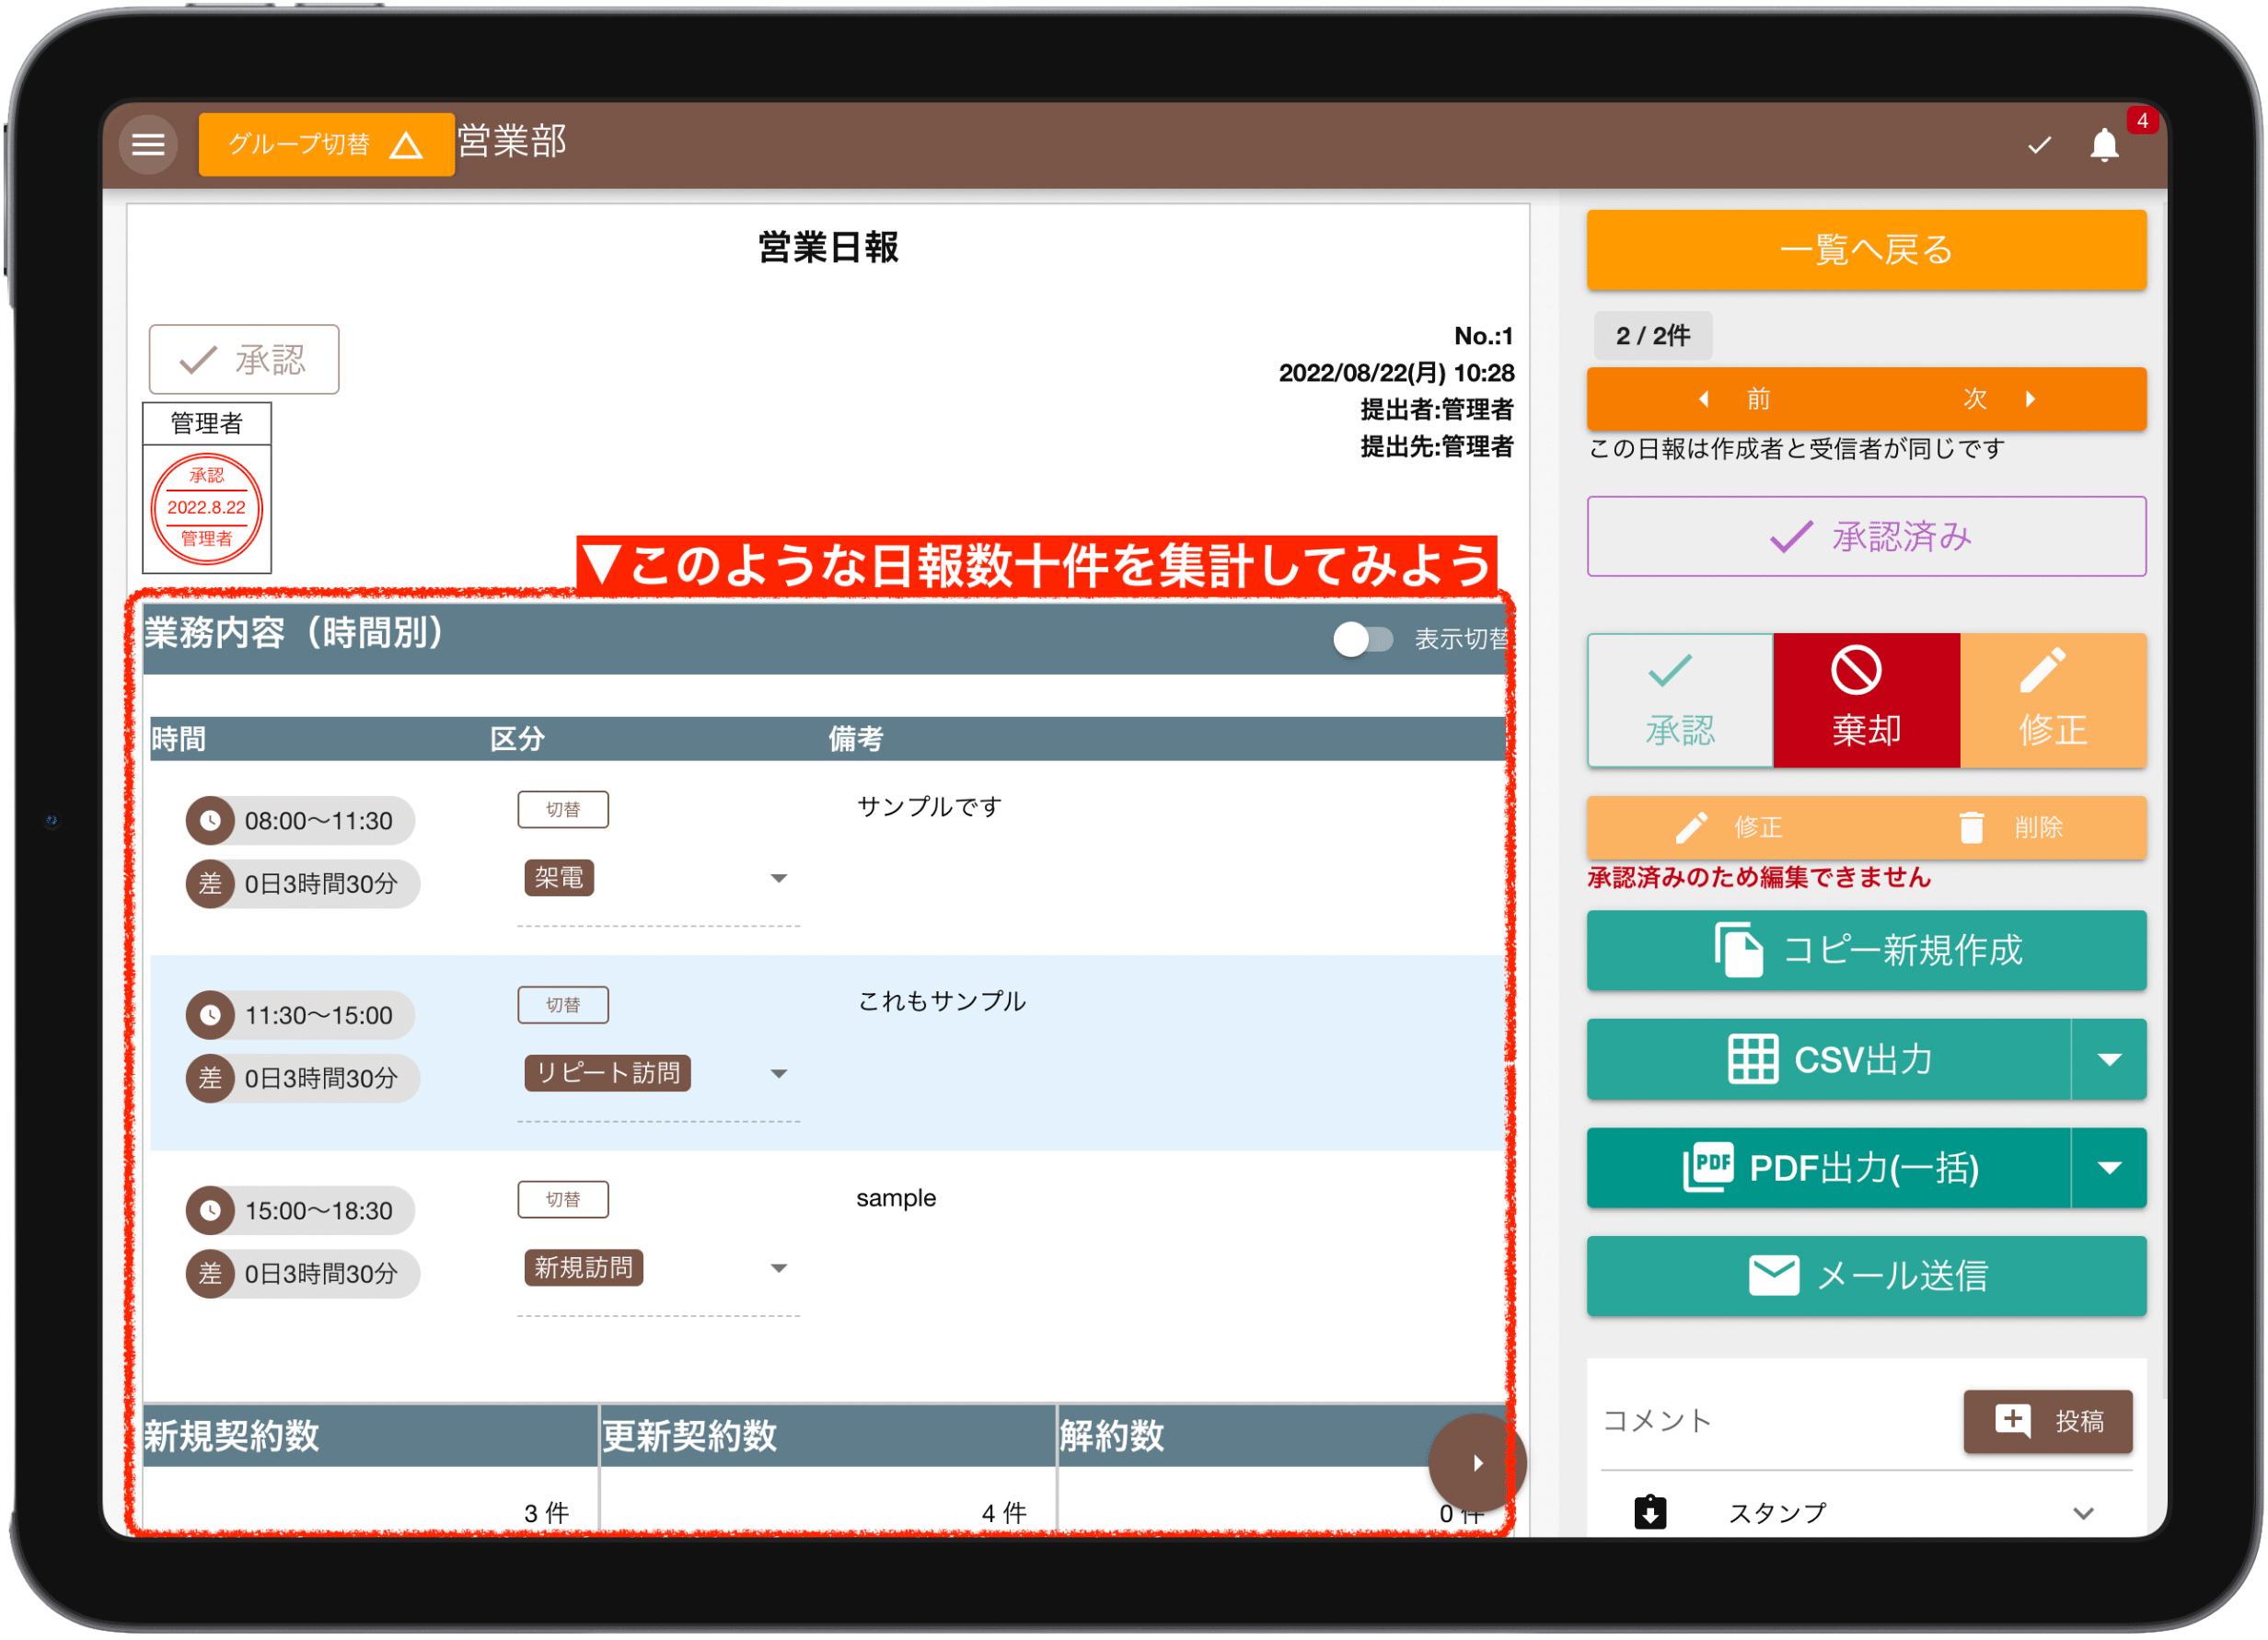 グループ切替 営業部 4
営業日報
承認
No.:1
2022/08/22(月) 10:28
提出者:管理者
提出先:管理者
管理者
承認
2022.8.22
管理者
▼このような日報数十件を集計してみよう
業務内容（時間別） 表示切替
時間 区分 備考
08:00～11:30 切替 サンプルです
差 0日3時間30分 架電
11:30～15:00 切替 これもサンプル
差 0日3時間30分 リピート訪問
15:00～18:30 切替 sample
差 0日3時間30分 新規訪問
新規契約数 更新契約数 解約数
3 件 4 件 0 件
一覧へ戻る
2 / 2件
前 次
この日報は作成者と受信者が同じです
承認済み
承認 棄却 修正
修正 削除
承認済みのため編集できません
コピー新規作成
CSV出力
PDF PDF出力(一括)
メール送信
コメント 投稿
スタンプ